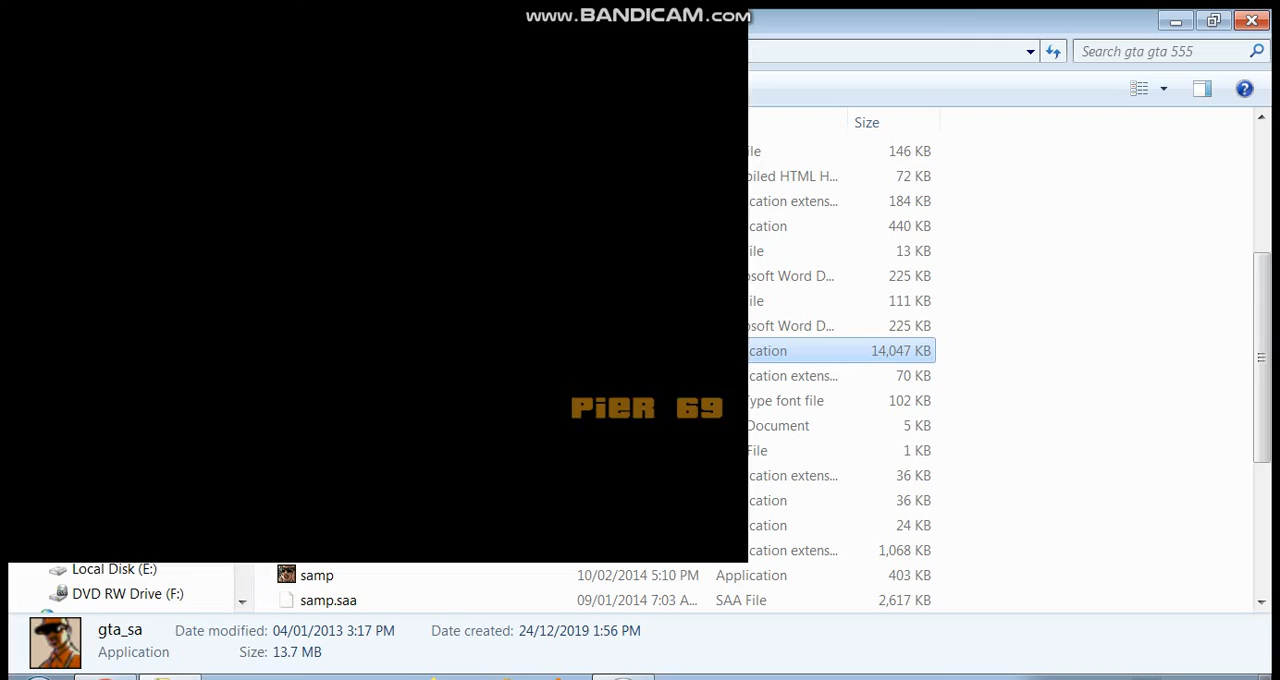 www.BANDICAM.com
Search gta gta 555
Size
ile 146 KB
piled HTML H... 72 KB
cation extens... 184 KB
cation 440 KB
ile 13 KB
osoft Word D... 225 KB
ile 111 KB
osoft Word D... 225 KB
cation 14,047 KB
cation extens... 70 KB
Type font file 102 KB
Document 5 KB
File 1 KB
cation extens... 36 KB
cation 36 KB
cation 24 KB
cation extens... 1,068 KB
PIER 69
Local Disk (E:)
DVD RW Drive (F:)
samp 10/02/2014 5:10 PM Application 403 KB
samp.saa 09/01/2014 7:03 A... SAA File 2,617 KB
gta_sa Date modified: 04/01/2013 3:17 PM Date created: 24/12/2019 1:56 PM
Application Size: 13.7 MB